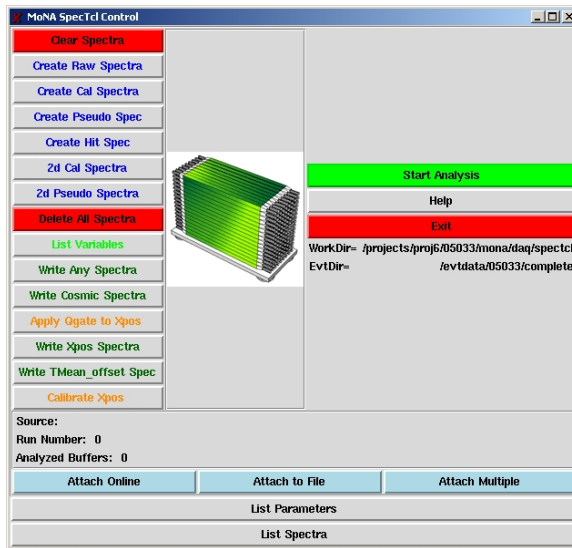 MoNA SpecTcl Control
Clear Spectra
Create Raw Spectra
Create Cal Spectra
Create Pseudo Spec
Create Hit Spec
2d Cal Spectra
2d Pseudo Spectra
Delete All Spectra
List Variables
Write Any Spectra
Write Cosmic Spectra
Apply Qgate to Xpos
Write Xpos Spectra
Write TMean_offset Spec
Calibrate Xpos
Start Analysis
Help
Exit
WorkDir= /projects/proj6/05033/mona/daq/spectcl
EvtDir= /evtdata/05033/complete
Source:
Run Number: 0
Analyzed Buffers: 0
Attach Online
Attach to File
Attach Multiple
List Parameters
List Spectra